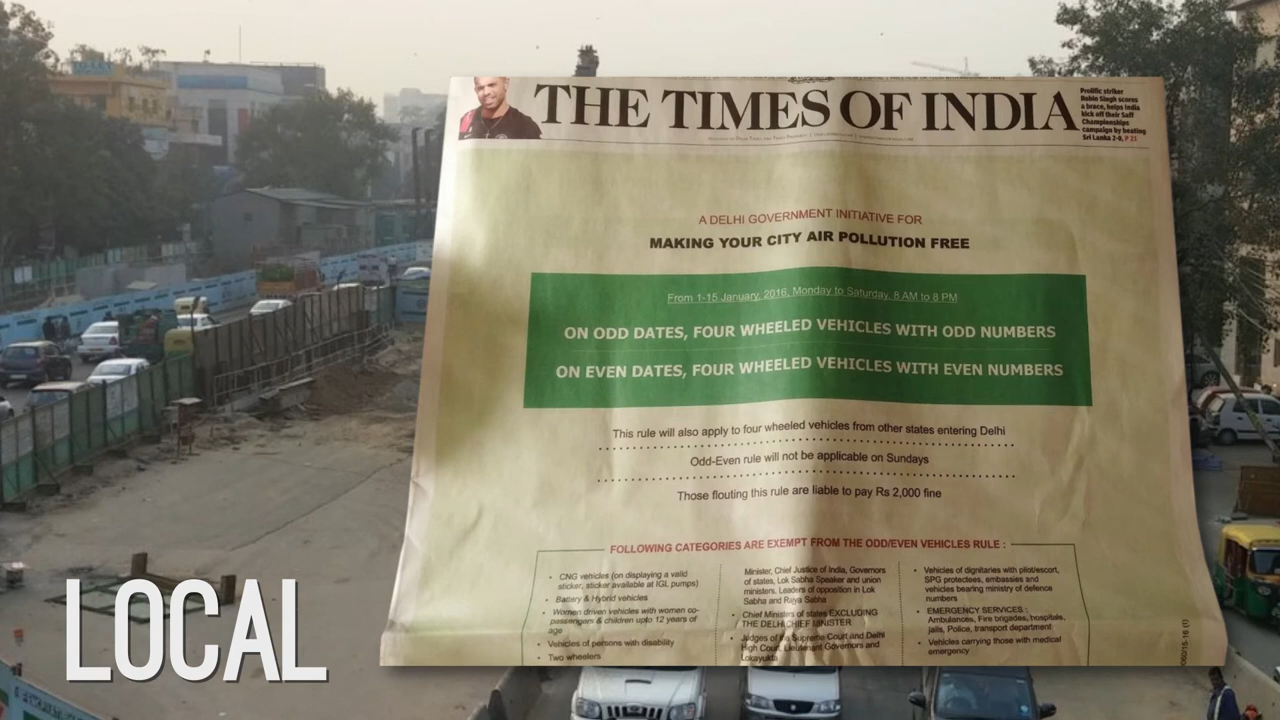 THE TIMES OF INDIA
Prolific striker
Robin Singh scores
a brace, helps India
kick off their Saff
Championships
campaign by beating
Sri Lanka 2-0, P 21
A DELHI GOVERNMENT INITIATIVE FOR
MAKING YOUR CITY AIR POLLUTION FREE
From 1-15 January, 2016, Monday to Saturday, 8 AM to 8 PM
ON ODD DATES, FOUR WHEELED VEHICLES WITH ODD NUMBERS
ON EVEN DATES, FOUR WHEELED VEHICLES WITH EVEN NUMBERS
This rule will also apply to four wheeled vehicles from other states entering Delhi
Odd-Even rule will not be applicable on Sundays
Those flouting this rule are liable to pay Rs 2,000 fine
FOLLOWING CATEGORIES ARE EXEMPT FROM THE ODD/EVEN VEHICLES RULE :
• CNG vehicles (on displaying a valid
sticker, sticker available at IGL pumps)
• Battery & Hybrid vehicles
• Women driven vehicles with women co-
passengers & children upto 12 years of
age
• Vehicles of persons with disability
• Two wheelers
Minister, Chief Justice of India, Governors
of states, Lok Sabha Speaker and union
ministers, Leaders of opposition in Lok
Sabha and Rajya Sabha
• Chief Ministers of states EXCLUDING
THE DELHI CHIEF MINISTER
• Judges of the Supreme Court and Delhi
High Court, Lieutenant Governors and
Lokayukta
• Vehicles of dignitaries with pilot/escort,
SPG protectees, embassies and
vehicles bearing ministry of defence
numbers
• EMERGENCY SERVICES :
Ambulances, Fire brigades, hospitals,
jails, Police, transport department
• Vehicles carrying those with medical
emergency
LOCAL